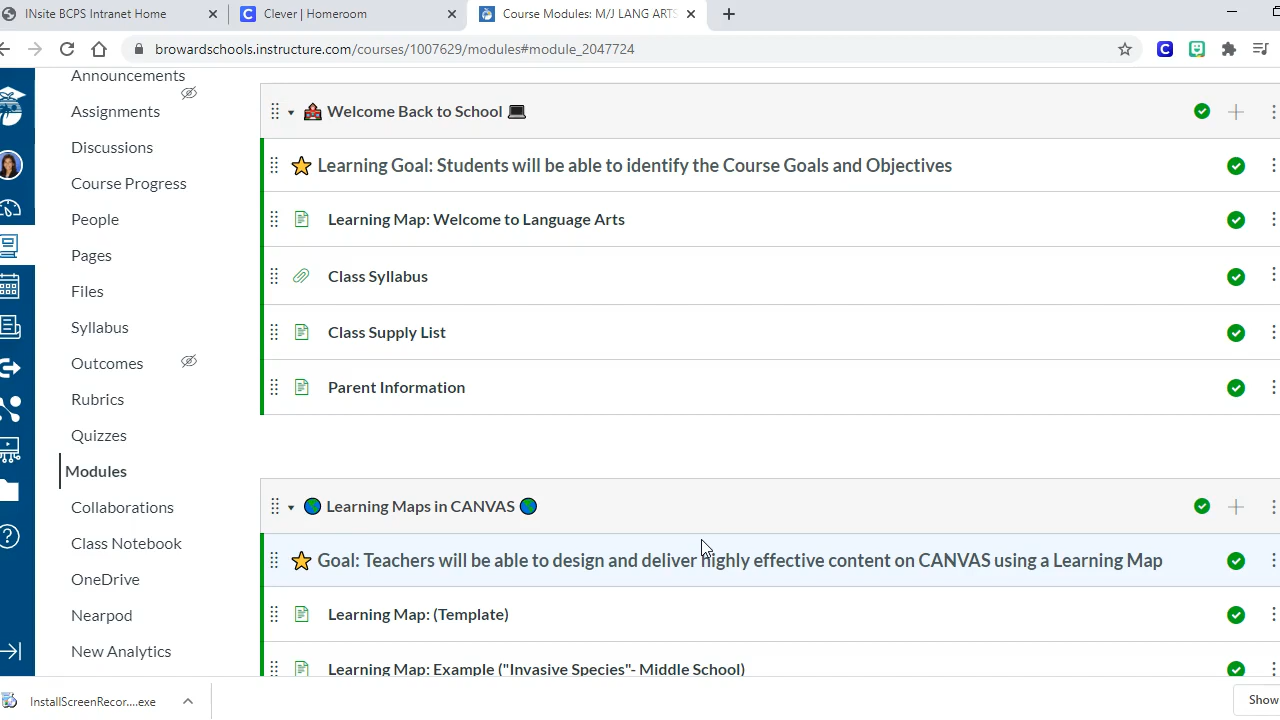 INsite BCPS Intranet Home
Clever | Homeroom
Course Modules: M/J LANG ARTS
browardschools.instructure.com/courses/1007629/modules#module_2047724
Announcements
Assignments
Discussions
Course Progress
People
Pages
Files
Syllabus
Outcomes
Rubrics
Quizzes
Modules
Collaborations
Class Notebook
OneDrive
Nearpod
New Analytics
Welcome Back to School
Learning Goal: Students will be able to identify the Course Goals and Objectives
Learning Map: Welcome to Language Arts
Class Syllabus
Class Supply List
Parent Information
Learning Maps in CANVAS
Goal: Teachers will be able to design and deliver highly effective content on CANVAS using a Learning Map
Learning Map: (Template)
Learning Map: Example ("Invasive Species"- Middle School)
InstallScreenRecor....exe
Show